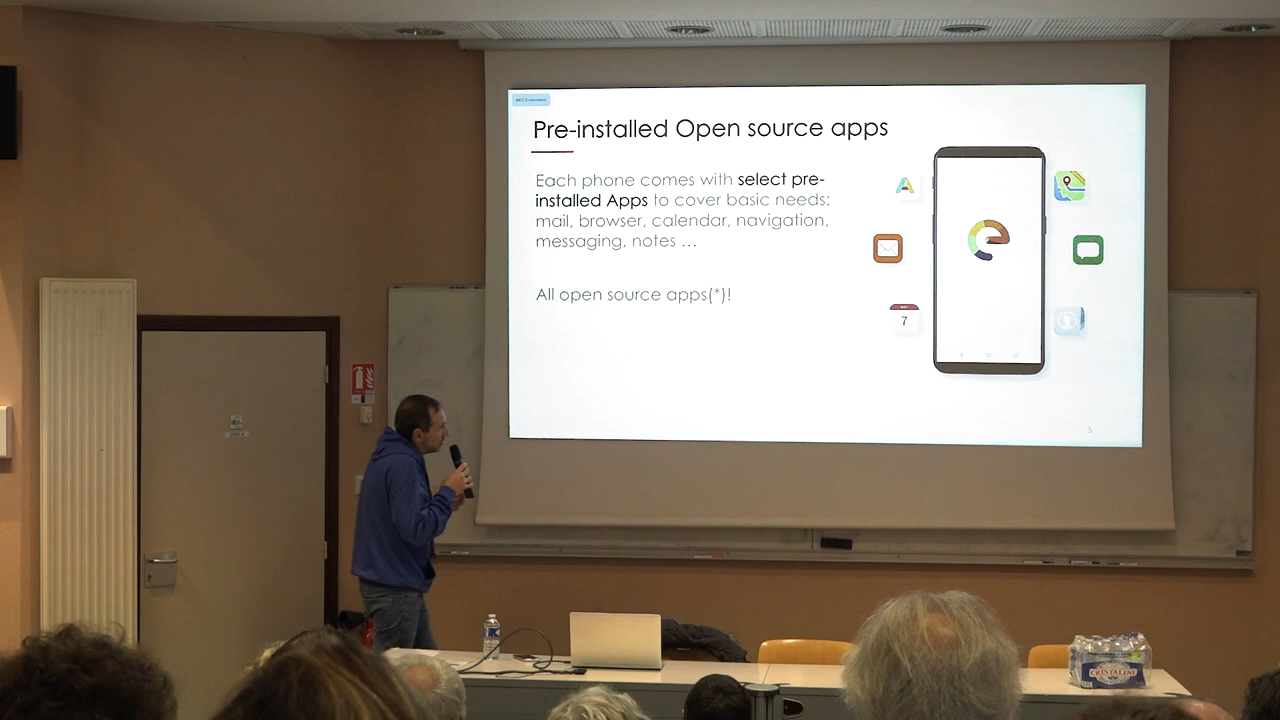 Pre-installed Open source apps
Each phone comes with select pre-
installed Apps to cover basic needs:
mail, browser, calendar, navigation,
messaging, notes ...
All open source apps(*)!
7
5
CRISTALINE